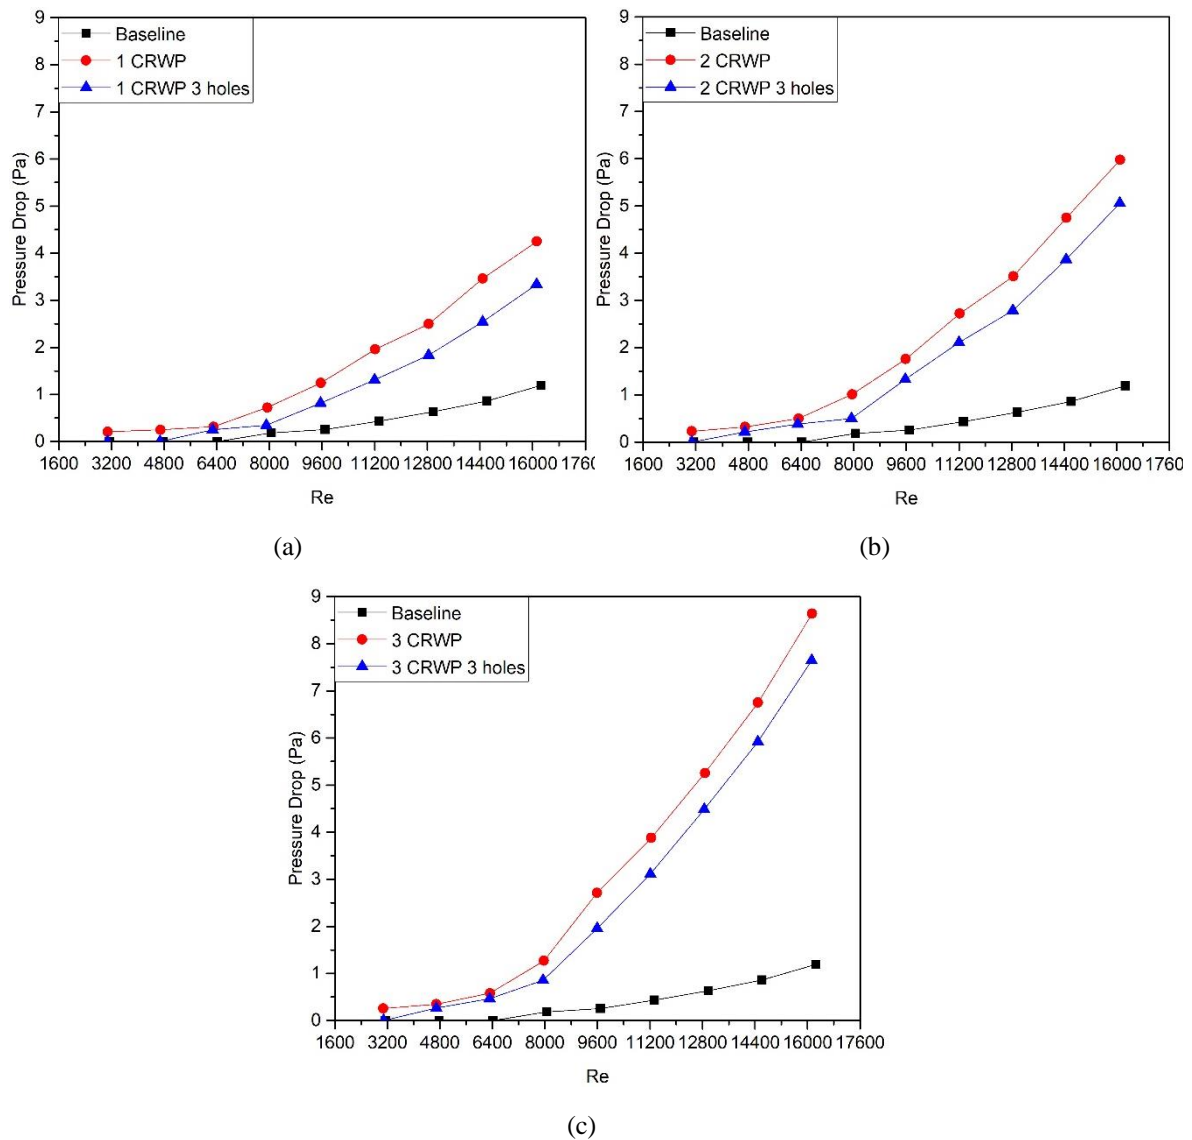 9
8
7
6
5
4
3
2
1
0
Pressure Drop (Pa)
Baseline
1 CRWP
1 CRWP 3 holes
1600 3200 4800 6400 8000 9600 11200 12800 14400 16000 1760
Re
(a)
9
8
7
6
5
4
3
2
1
0
Pressure Drop (Pa)
Baseline
2 CRWP
2 CRWP 3 holes
1600 3200 4800 6400 8000 9600 11200 12800 14400 16000 1760
Re
(b)
9
8
7
6
5
4
3
2
1
0
Pressure Drop (Pa)
Baseline
3 CRWP
3 CRWP 3 holes
1600 3200 4800 6400 8000 9600 11200 12800 14400 16000 17600
Re
(c)